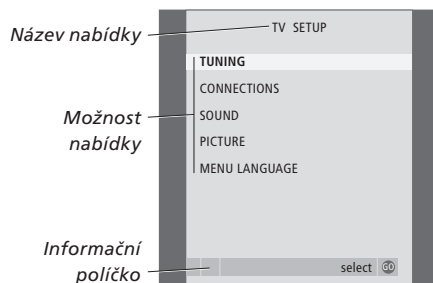 Název nabídky
TV SETUP
TUNING
CONNECTIONS
Možnost
nabídky
SOUND
PICTURE
MENU LANGUAGE
Informační
políčko
select GO